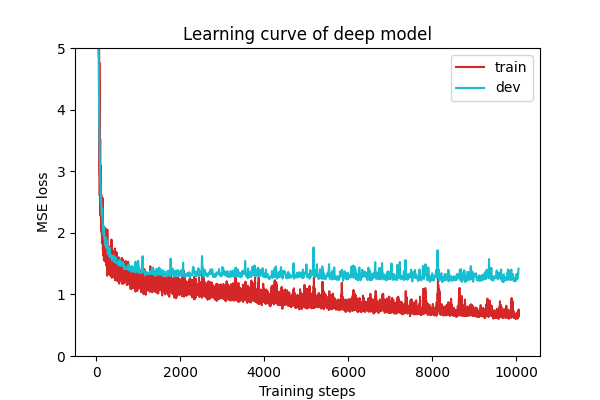 Learning curve of deep model
train
dev
5
4
3
2
1
0
MSE loss
0 2000 4000 6000 8000 10000
Training steps